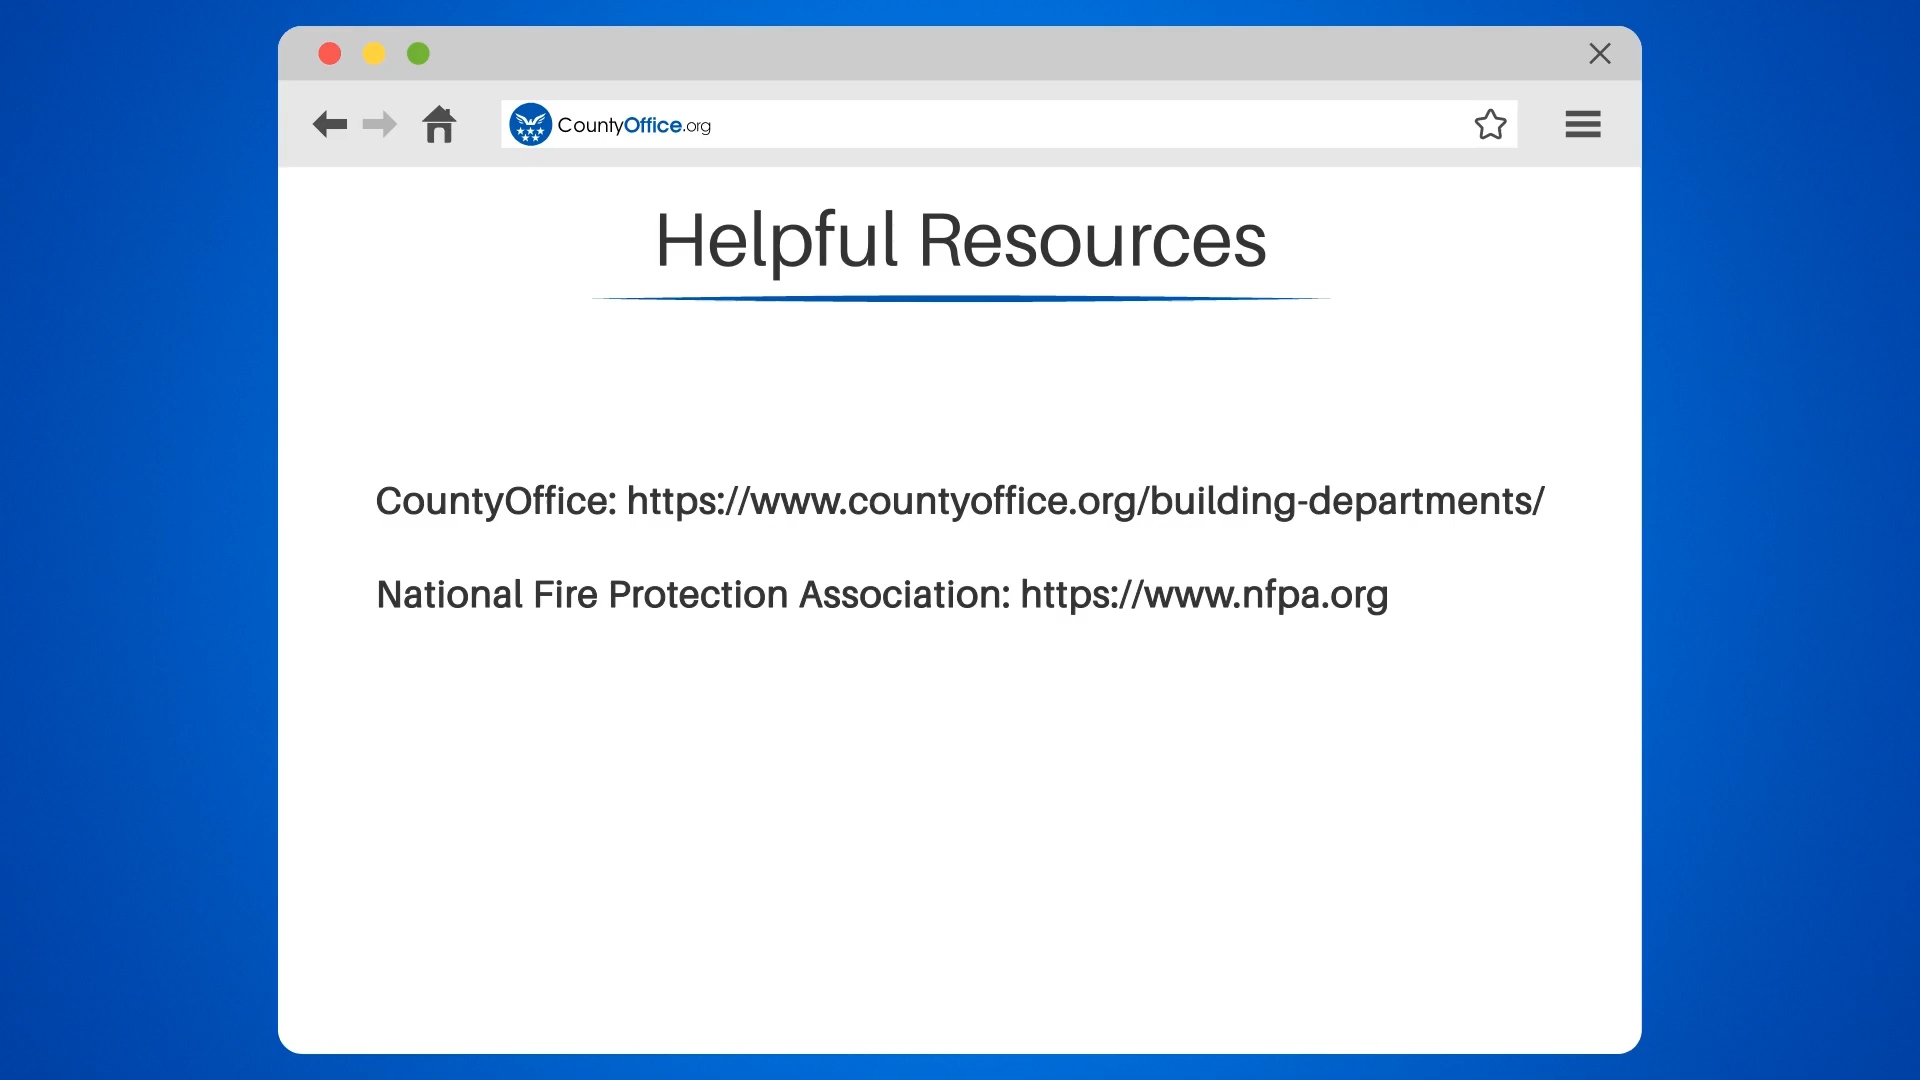 CountyOffice.org
Helpful Resources
CountyOffice: https://www.countyoffice.org/building-departments/
National Fire Protection Association: https://www.nfpa.org